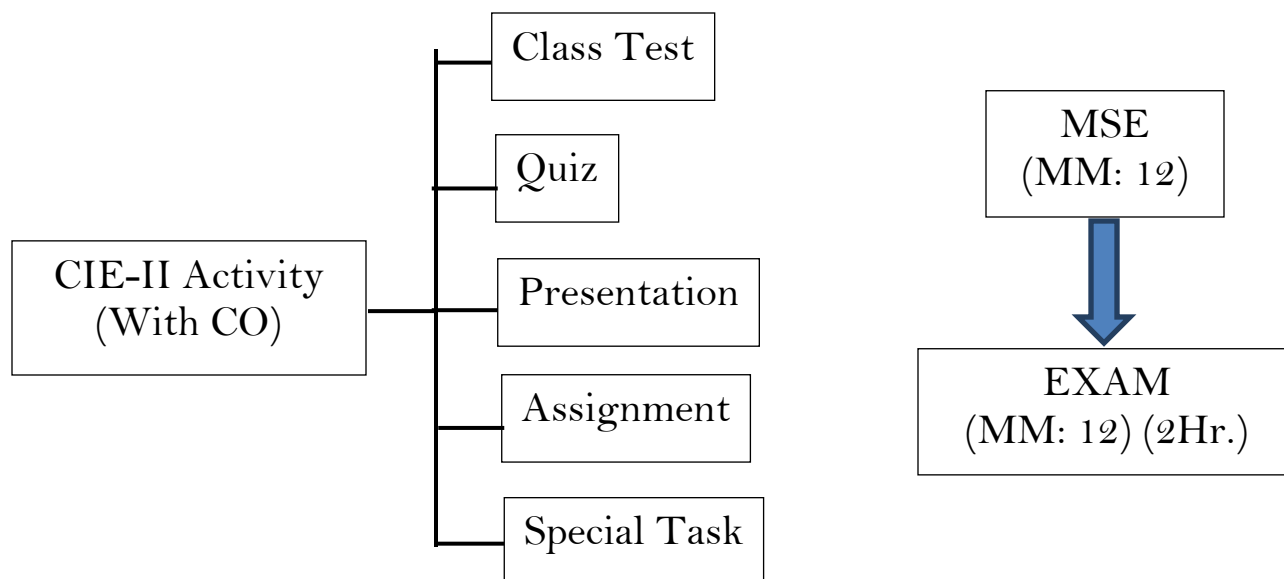 Class Test
Quiz
CIE-II Activity
(With CO)
Presentation
Assignment
Special Task
MSE
(MM: 12)
EXAM
(MM: 12) (2Hr.)